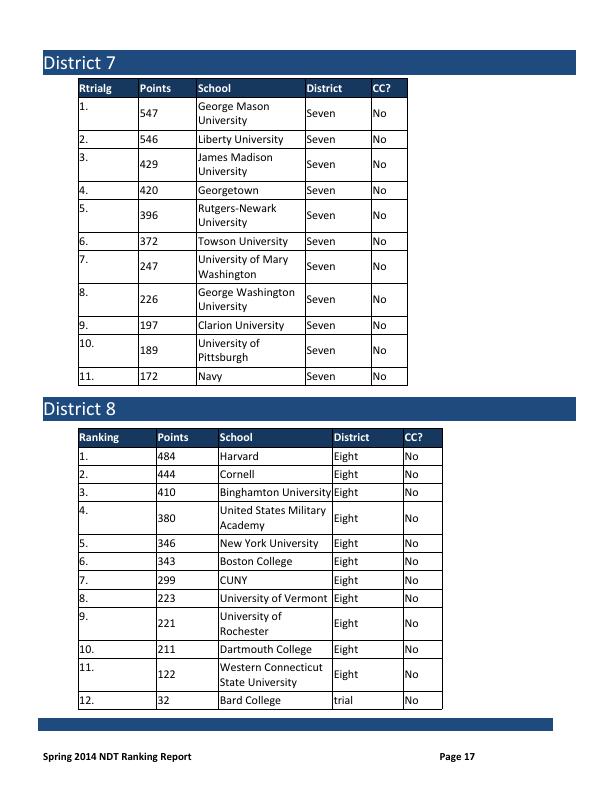 District 7
Rtrialg Points School District CC?
1. 547 George Mason University Seven No
2. 546 Liberty University Seven No
3. 429 James Madison University Seven No
4. 420 Georgetown Seven No
5. 396 Rutgers-Newark University Seven No
6. 372 Towson University Seven No
7. 247 University of Mary Washington Seven No
8. 226 George Washington University Seven No
9. 197 Clarion University Seven No
10. 189 University of Pittsburgh Seven No
11. 172 Navy Seven No
District 8
Ranking Points School District CC?
1. 484 Harvard Eight No
2. 444 Cornell Eight No
3. 410 Binghamton University Eight No
4. 380 United States Military Academy Eight No
5. 346 New York University Eight No
6. 343 Boston College Eight No
7. 299 CUNY Eight No
8. 223 University of Vermont Eight No
9. 221 University of Rochester Eight No
10. 211 Dartmouth College Eight No
11. 122 Western Connecticut State University Eight No
12. 32 Bard College trial No
Spring 2014 NDT Ranking Report Page 17